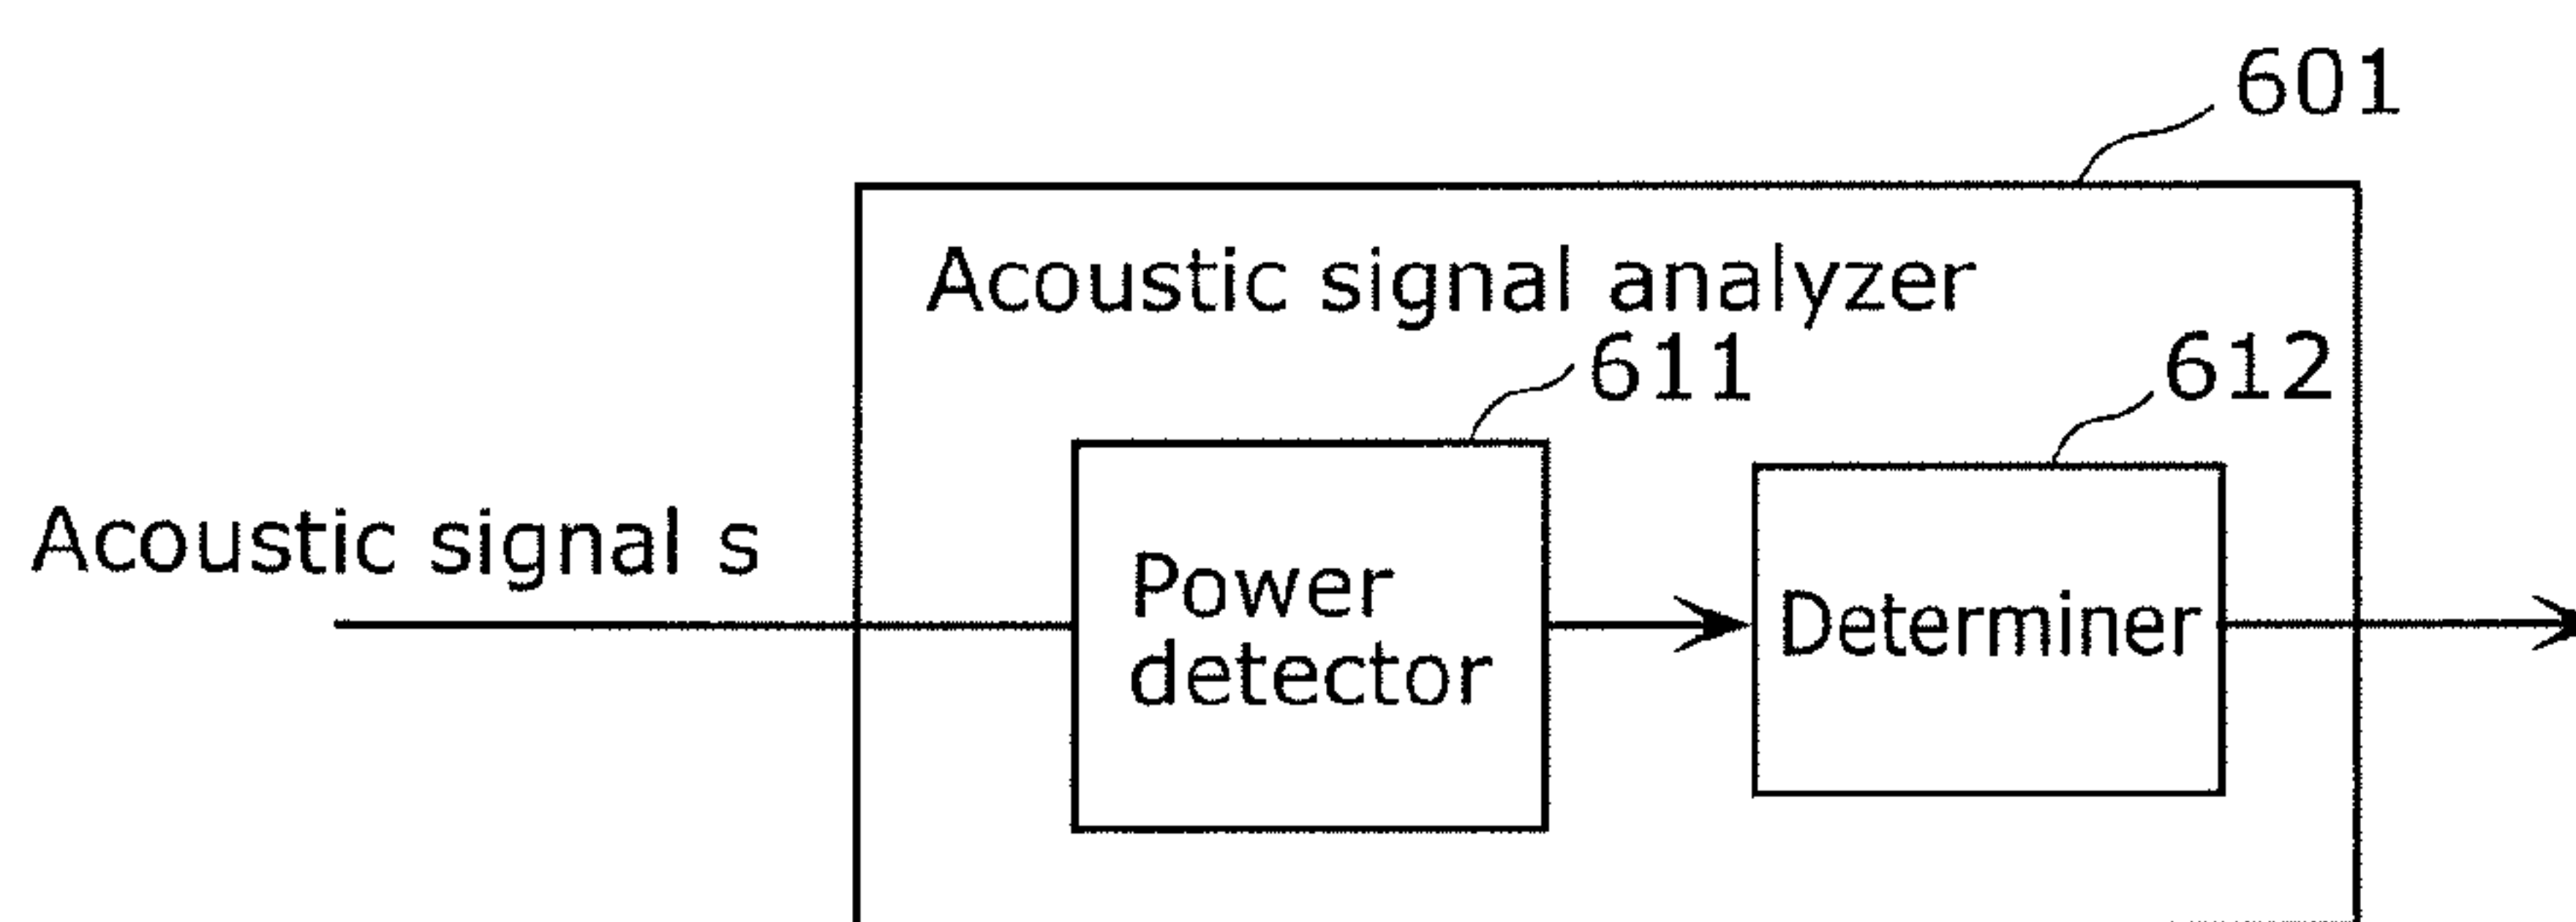 601
Acoustic signal analyzer
611
612
Acoustic signal s
Power
detector
Determiner